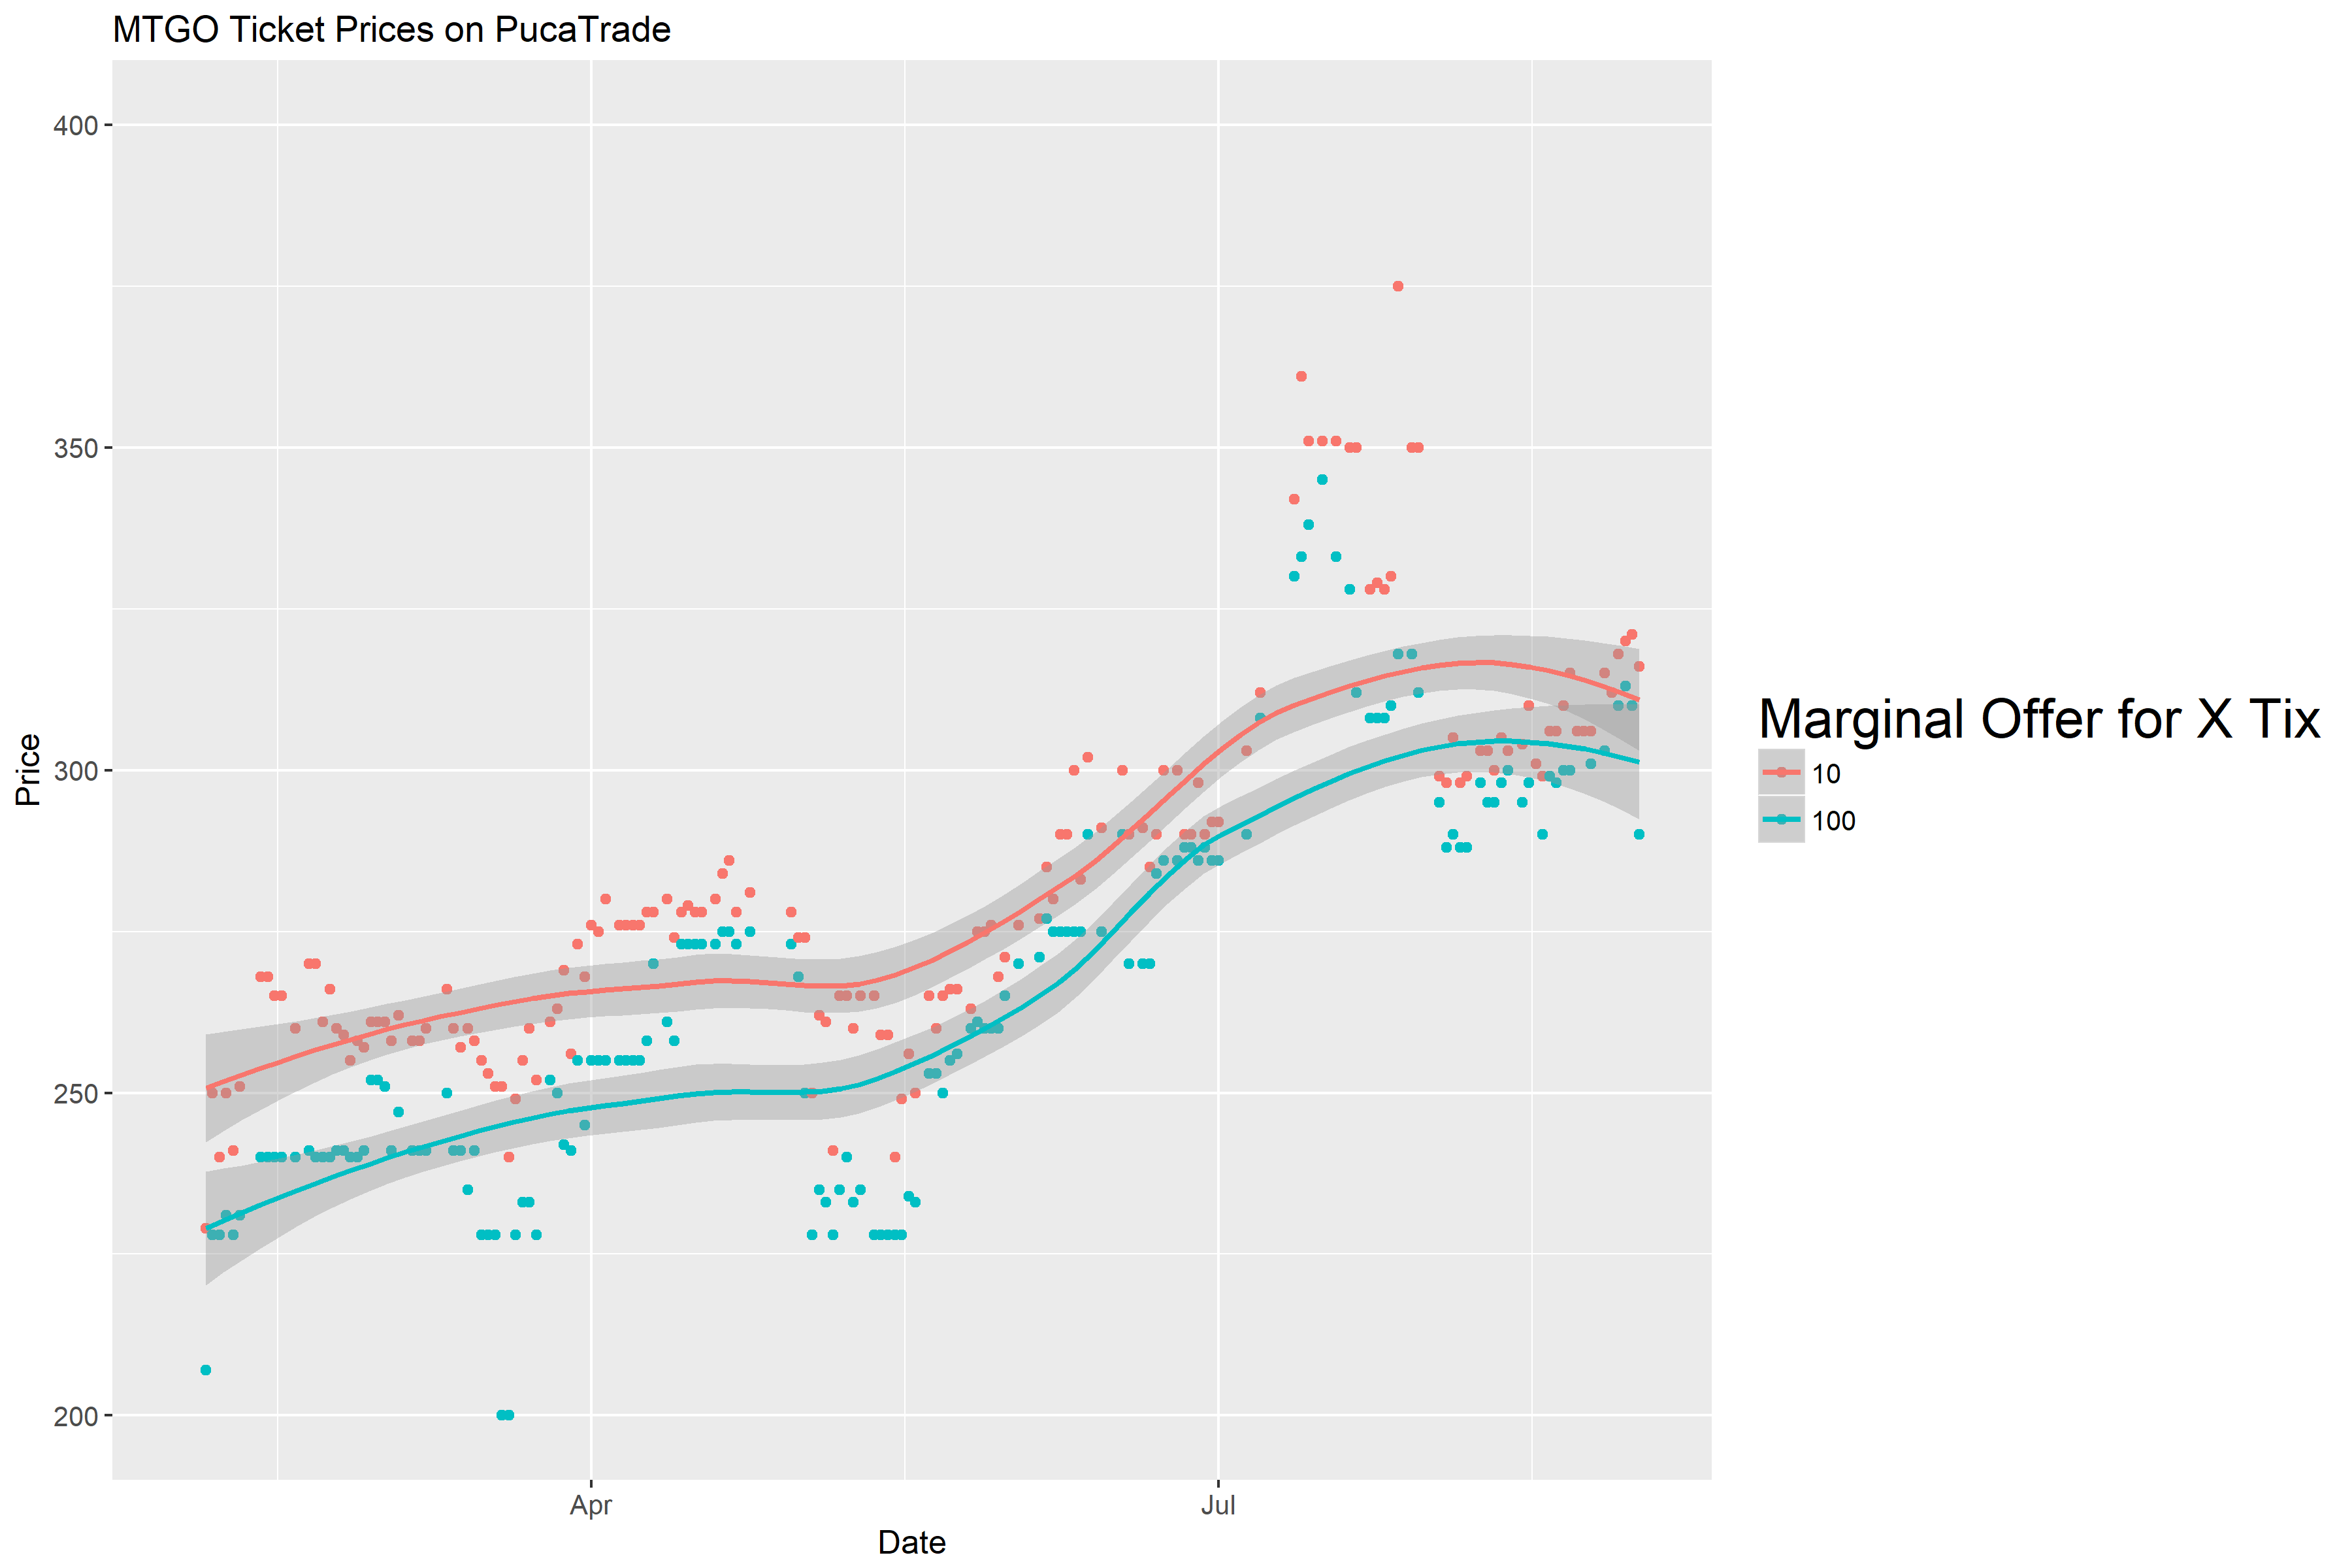 MTGO Ticket Prices on PucaTrade
400
350
300
250
200
Price
Apr
Jul
Date
Marginal Offer for X Tix
10
100